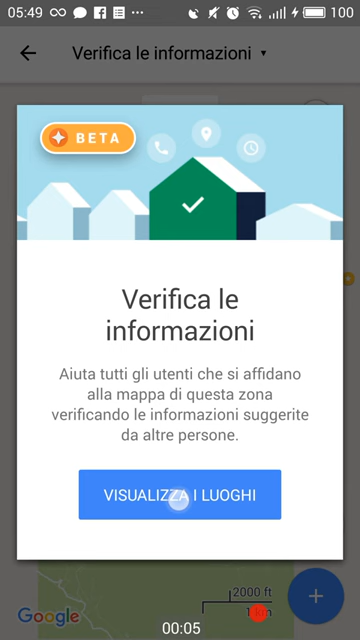 05:49 100
Verifica le informazioni
BETA
Verifica le
informazioni
Aiuta tutti gli utenti che si affidano
alla mappa di questa zona
verificando le informazioni suggerite
da altre persone.
VISUALIZZA I LUOGHI
2000 ft
1 km
Google
00:05